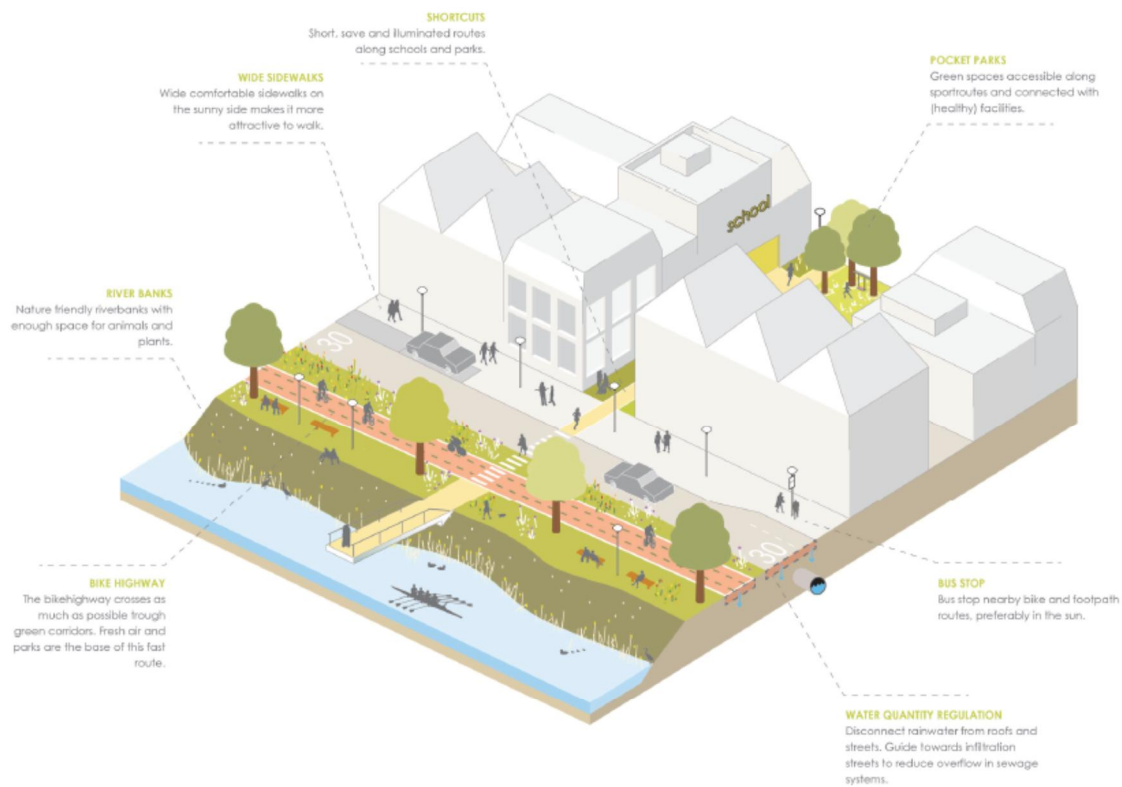 SHORTCUTS
Short, save and illuminated routes
along schools and parks.
WIDE SIDEWALKS
Wide comfortable sidewalks on
the sunny side makes it more
attractive to walk.
POCKET PARKS
Green spaces accessible along
sportroutes and connected with
(healthy) facilities.
school
RIVER BANKS
Nature friendly riverbanks with
enough space for animals and
plants.
30
30
BIKE HIGHWAY
The bikehighway crosses as
much as possible trough
green corridors. Fresh air and
parks are the base of this fast
route.
BUS STOP
Bus stop nearby bike and footpath
routes, preferably in the sun.
WATER QUANTITY REGULATION
Disconnect rainwater from roofs and
streets. Guide towards infiltration
streets to reduce overflow in sewage
systems.